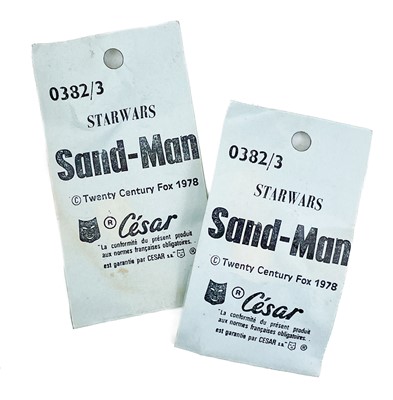 0382/3
STARWARS
Sand-Man
© Twenty Century Fox 1978
® César
"La conformité du présent produit
aux normes françaises obligatoires.
est garantie par CESAR s.a." ®
0382/3
STARWARS
Sand-Man
© Twenty Century Fox 1978
® César
"La conformité du présent produit
aux normes françaises obligatoires.
est garantie par CESAR s.a." ®